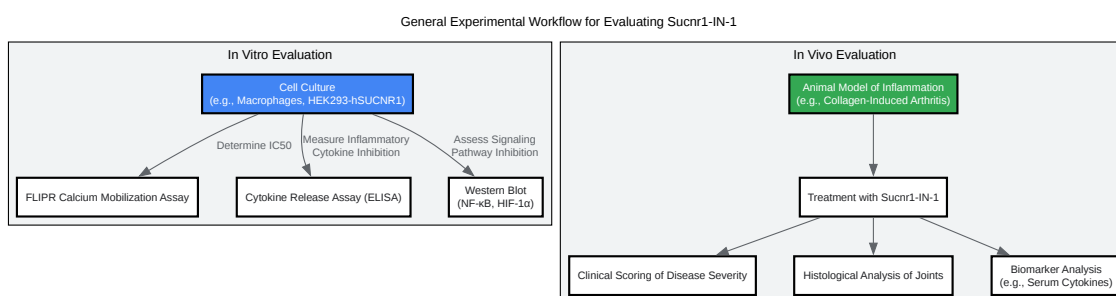 General Experimental Workflow for Evaluating Sucnr1-IN-1
In Vitro Evaluation
Cell Culture
(e.g., Macrophages, HEK293-hSUCNR1)
Determine IC50
Measure Inflammatory
Cytokine Inhibition
Assess Signaling
Pathway Inhibition
FLIPR Calcium Mobilization Assay
Cytokine Release Assay (ELISA)
Western Blot
(NF-κB, HIF-1α)
In Vivo Evaluation
Animal Model of Inflammation
(e.g., Collagen-Induced Arthritis)
Treatment with Sucnr1-IN-1
Clinical Scoring of Disease Severity
Histological Analysis of Joints
Biomarker Analysis
(e.g., Serum Cytokines)